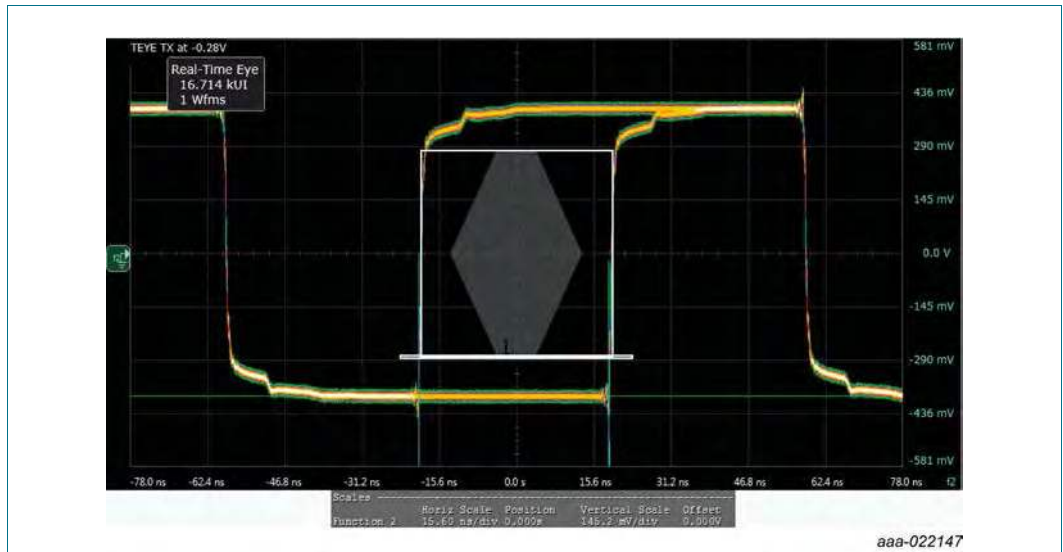 TEYE TX at -0.28V
Real-Time Eye
16.714 kUI
1 Wfms
581 mV
436 mV
290 mV
145 mV
0.0 V
-145 mV
-290 mV
-436 mV
-581 mV
-78.0 ns -62.4 ns -46.8 ns -31.2 ns -15.6 ns 0.0 s 15.6 ns 31.2 ns 46.8 ns 62.4 ns 78.0 ns f2
Scales
Horiz Scale Position Vertical Scale Offset
Function 2 15.60 ns/div 0.000s 145.2 mV/div 0.000V
aaa-022147